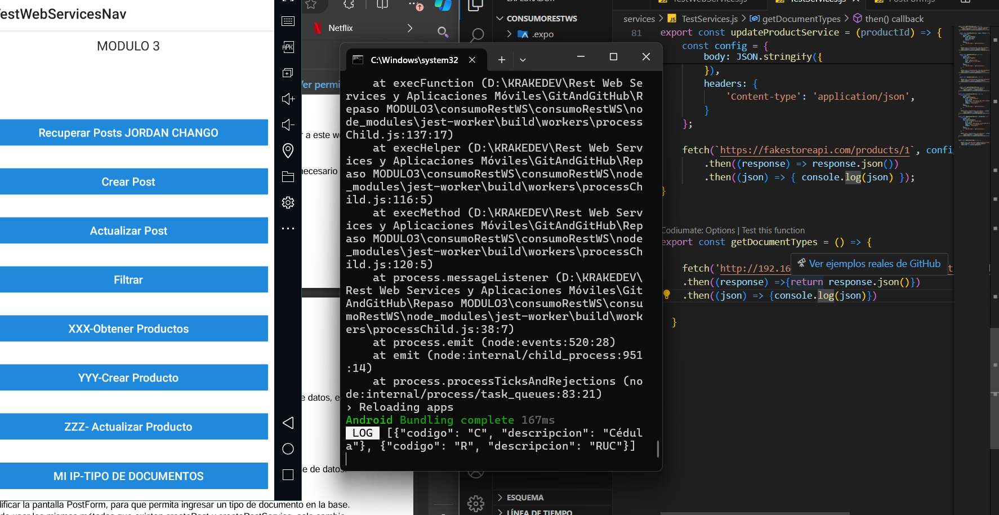 estWebServicesNav
MODULO 3
Recuperar Posts JORDAN CHANGO
Crear Post
Actualizar Post
Filtrar
XXX-Obtener Productos
YYY-Crear Producto
ZZZ- Actualizar Producto
MI IP-TIPO DE DOCUMENTOS
APK
Netflix
Ver permi
r a este we
necesario
e datos, e
se de datos.
dificar la pantalla PostForm, para que permita ingresar un tipo de documento en la base.
C:\Windows\system32
at execFunction (D:\KRAKEDEV\Rest Web Se
rvices y Aplicaciones Móviles\GitAndGitHub\R
epaso MODULO3\consumoRestWS\consumoRestWS\no
de_modules\jest-worker\build\workers\process
Child.js:137:17)
at execHelper (D:\KRAKEDEV\Rest Web Serv
ices y Aplicaciones Móviles\GitAndGitHub\Rep
aso MODULO3\consumoRestWS\consumoRestWS\node
_modules\jest-worker\build\workers\processCh
ild.js:116:5)
at execMethod (D:\KRAKEDEV\Rest Web Serv
ices y Aplicaciones Móviles\GitAndGitHub\Rep
aso MODULO3\consumoRestWS\consumoRestWS\node
_modules\jest-worker\build\workers\processCh
ild.js:120:5)
at process.messageListener (D:\KRAKEDEV\
Rest Web Services y Aplicaciones Móviles\Git
AndGitHub\Repaso MODULO3\consumoRestWS\consu
moRestWS\node_modules\jest-worker\build\work
ers\processChild.js:38:7)
at process.emit (node:events:520:28)
at emit (node:internal/child_process:951
:14)
at process.processTicksAndRejections (no
de:internal/process/task_queues:83:21)
› Reloading apps
Android Bundling complete 167ms
LOG [{"codigo": "C", "descripcion": "Cédul
a"}, {"codigo": "R", "descripcion": "RUC"}]
CONSUMORESTWS
.expo
ESQUEMA
LÍNEA DE TIEMPO
services > JS TestServices.js > getDocumentTypes > then() callback
81 export const updateProductService = (productId) => {
const config = {
body: JSON.stringify({
}),
headers: {
'Content-type': 'application/json',
}
};
fetch(`https://fakestoreapi.com/products/1`, confi
.then((response) => response.json())
.then((json) => { console.log(json) });
}
Codiumate: Options | Test this function
export const getDocumentTypes = () => {
Ver ejemplos reales de GitHub
fetch('http://192.16
.then((response) =>{return response.json()})
.then((json) => {console.log(json)})
}